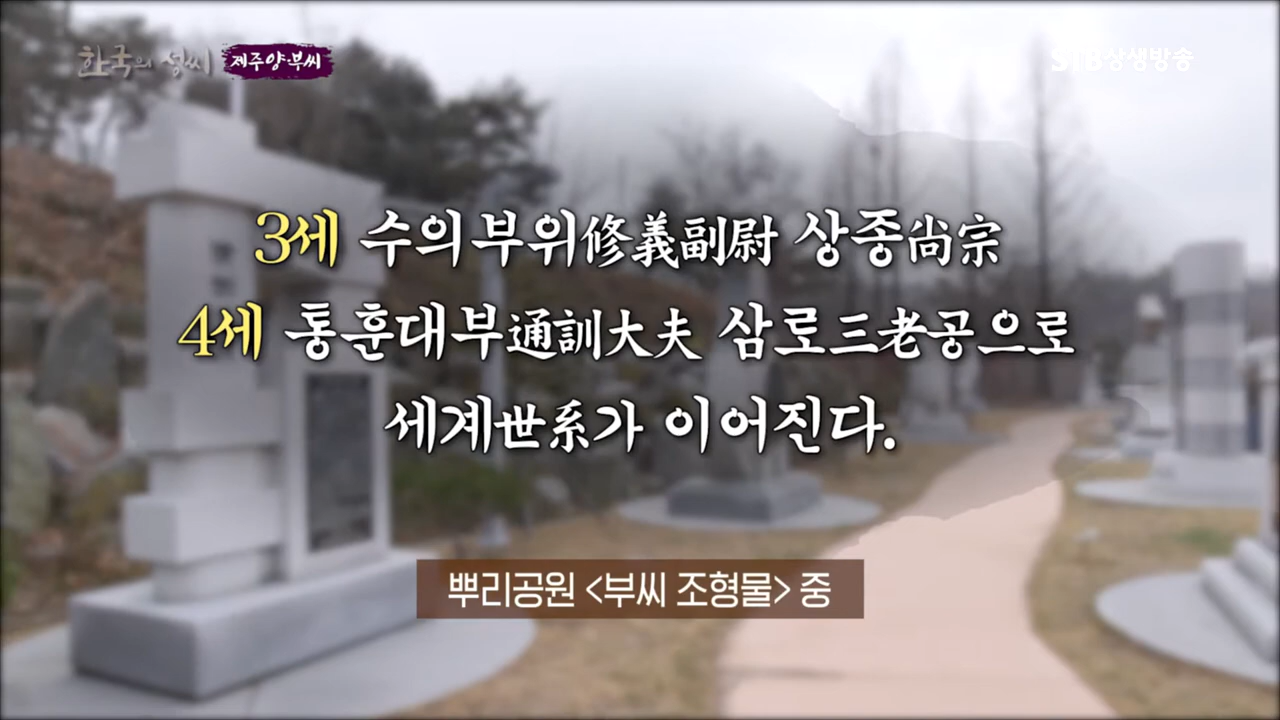 한국의 성씨 제주양·부씨
STB상생방송
3세 수의부위修義副尉 상종尙宗
4세 통훈대부通訓大夫 삼로三老공으로
세계世系가 이어진다.
뿌리공원 <부씨 조형물> 중